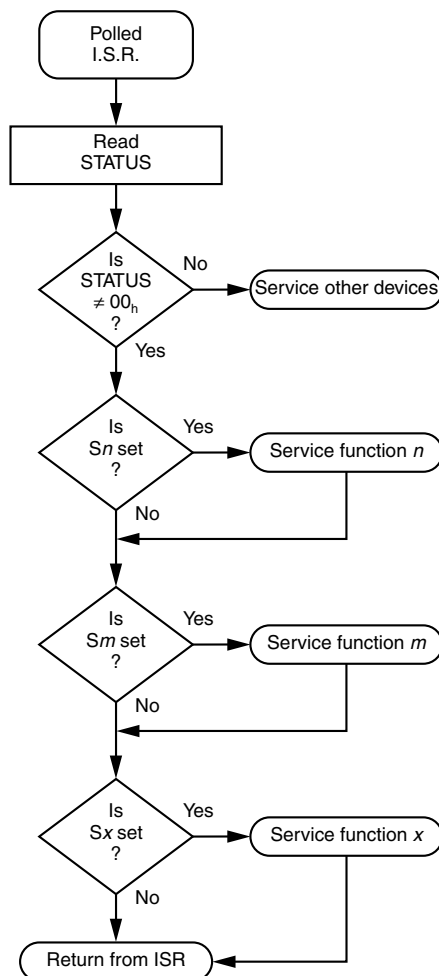 Polled
I.S.R.
Read
STATUS
Is
STATUS
≠ 00h
?
No
Service other devices
Yes
Is
Sn set
?
Yes
Service function n
No
Is
Sm set
?
Yes
Service function m
No
Is
Sx set
?
Yes
Service function x
No
Return from ISR